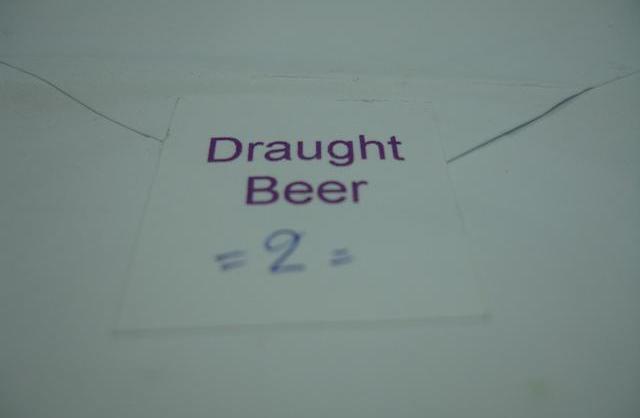 Draught
Beer
= 2 =